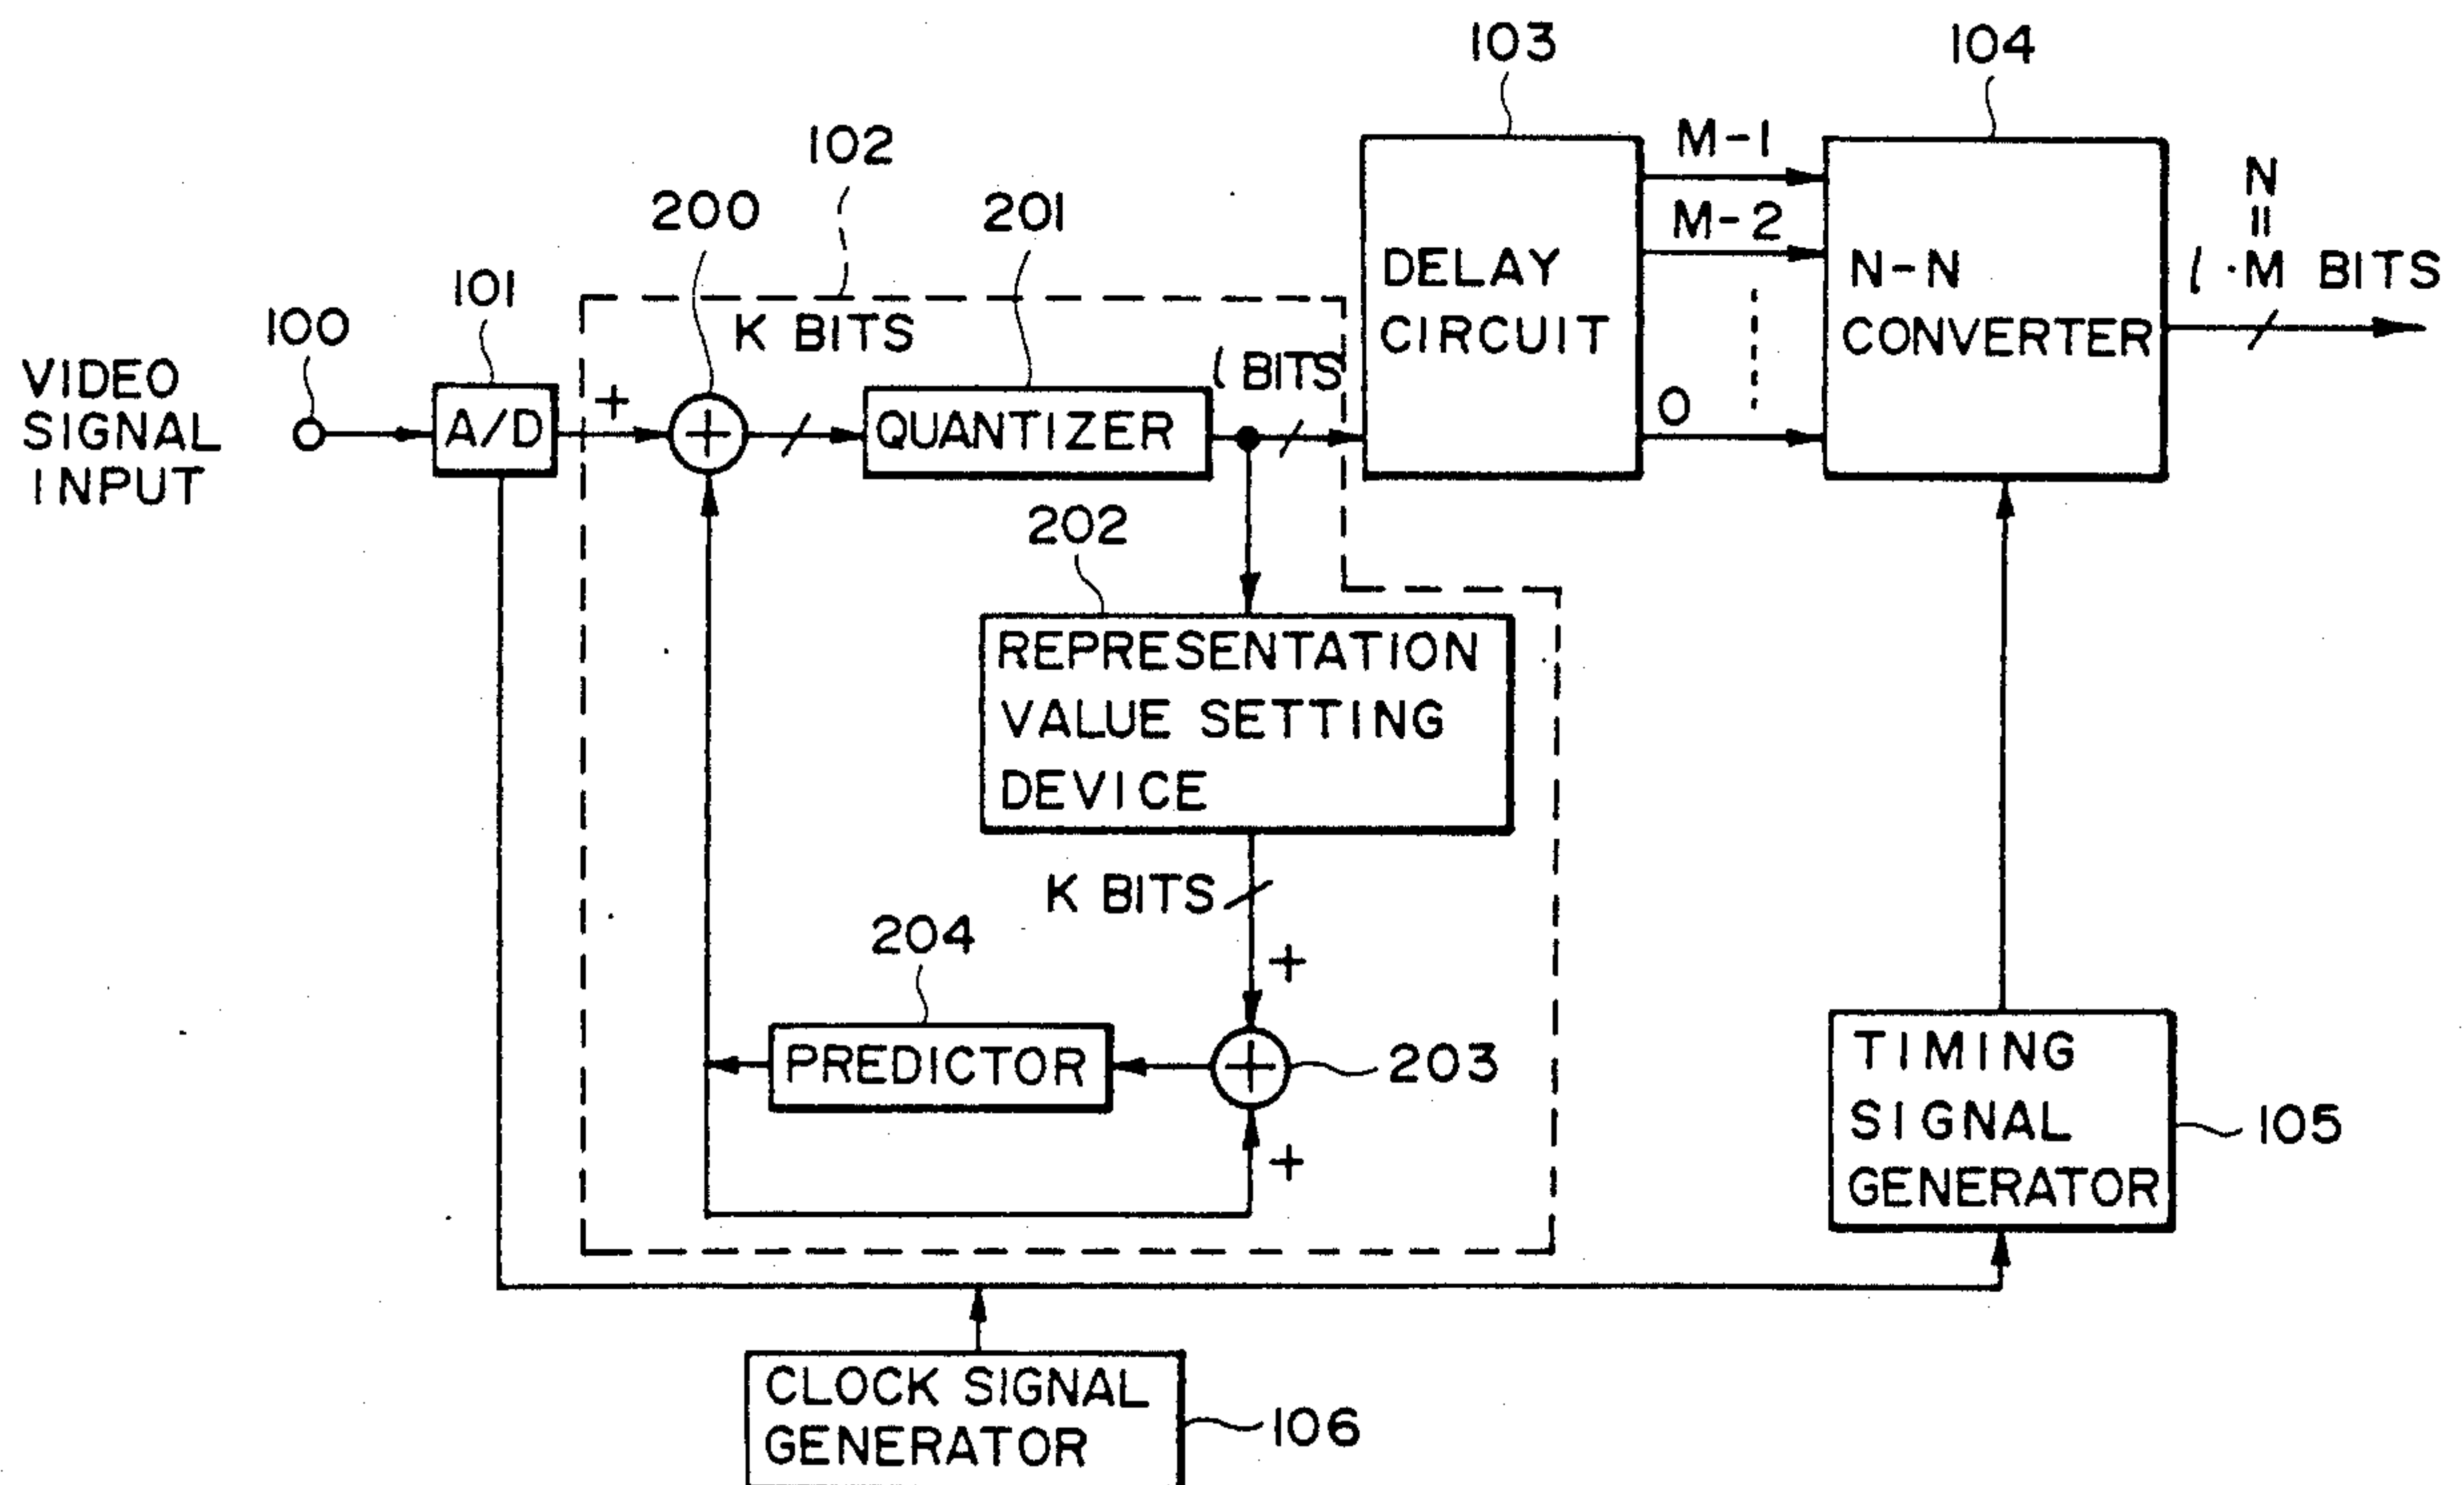 103
104
102
M-1
N
200
201
M-2
=
101
DELAY
CIRCUIT
N-N
CONVERTER
l·M BITS
100
K BITS
l BITS
VIDEO
SIGNAL
INPUT
A/D
+
+
QUANTIZER
0
202
REPRESENTATION
VALUE SETTING
DEVICE
K BITS
204
+
PREDICTOR
+
203
TIMING
SIGNAL
GENERATOR
105
+
CLOCK SIGNAL
GENERATOR
106